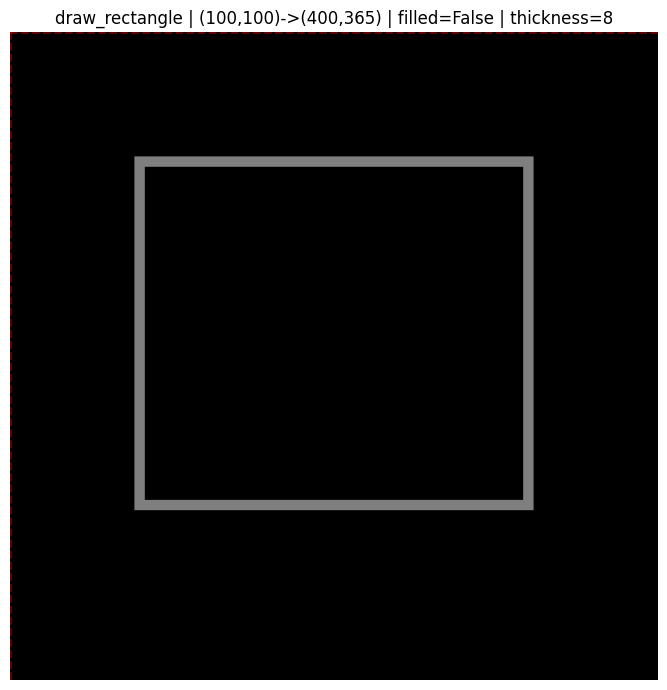 draw_rectangle | (100,100)->(400,365) | filled=False | thickness=8